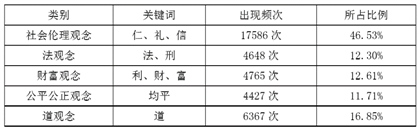 类别 关键词 出现频次 所占比例
社会伦理观念 仁、礼、信 17586 次 46.53%
法观念 法、刑 4648 次 12.30%
财富观念 利、财、富 4765 次 12.61%
公平公正观念 均平 4427 次 11.71%
道观念 道 6367 次 16.85%